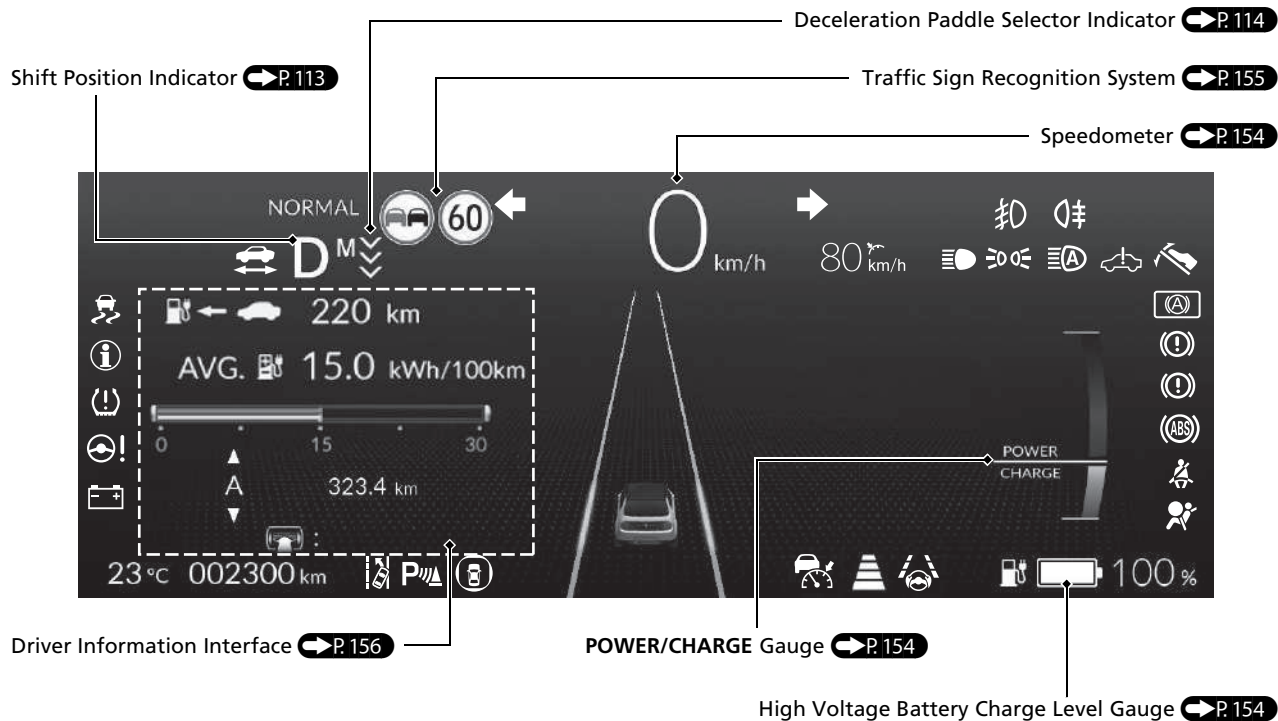 Deceleration Paddle Selector Indicator P. 114
Shift Position Indicator P. 113
Traffic Sign Recognition System P. 155
Speedometer P. 154
NORMAL
60
0 km/h
D M
80 km/h
A
220 km
A
AVG. 15.0 kWh/100km
0 15 30
ABS
POWER
CHARGE
A 323.4 km
:
23 °C 002300 km P 100 %
Driver Information Interface P. 156
POWER/CHARGE Gauge P. 154
High Voltage Battery Charge Level Gauge P. 154